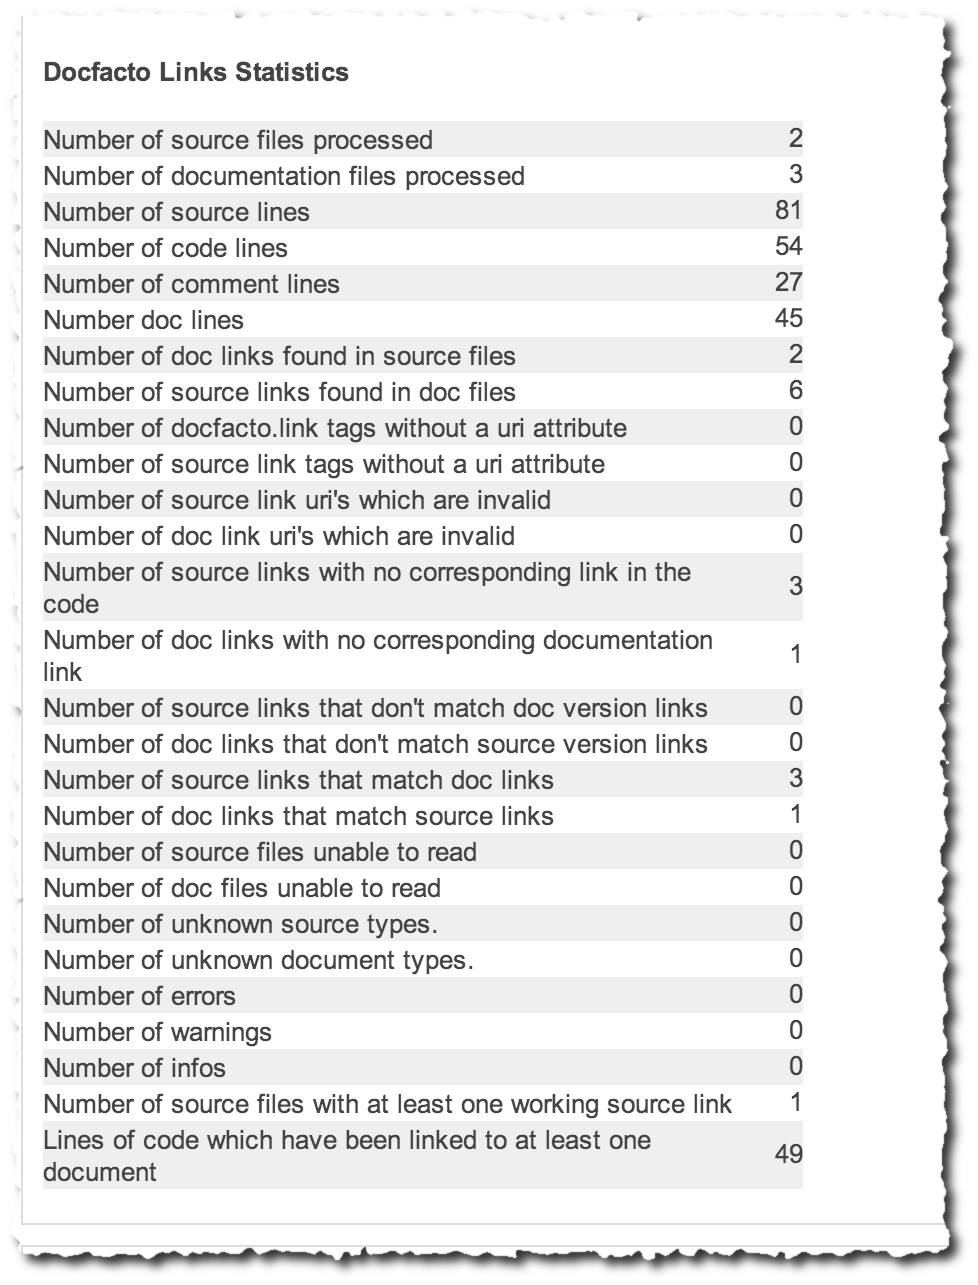 Docfacto Links Statistics
Number of source files processed 2
Number of documentation files processed 3
Number of source lines 81
Number of code lines 54
Number of comment lines 27
Number doc lines 45
Number of doc links found in source files 2
Number of source links found in doc files 6
Number of docfacto.link tags without a uri attribute 0
Number of source link tags without a uri attribute 0
Number of source link uri's which are invalid 0
Number of doc link uri's which are invalid 0
Number of source links with no corresponding link in the
code 3
Number of doc links with no corresponding documentation
link 1
Number of source links that don't match doc version links 0
Number of doc links that don't match source version links 0
Number of source links that match doc links 3
Number of doc links that match source links 1
Number of source files unable to read 0
Number of doc files unable to read 0
Number of unknown source types. 0
Number of unknown document types. 0
Number of errors 0
Number of warnings 0
Number of infos 0
Number of source files with at least one working source link 1
Lines of code which have been linked to at least one
document 49